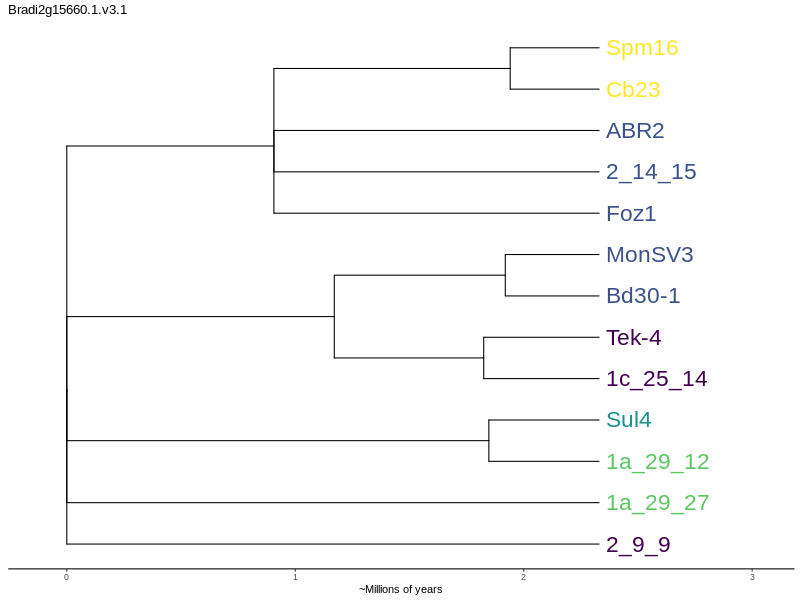 Bradi2g15660.1.v3.1
Spm16
Cb23
ABR2
2_14_15
Foz1
MonSV3
Bd30-1
Tek-4
1c_25_14
Sul4
1a_29_12
1a_29_27
2_9_9
0 1 2 3
~Millions of years